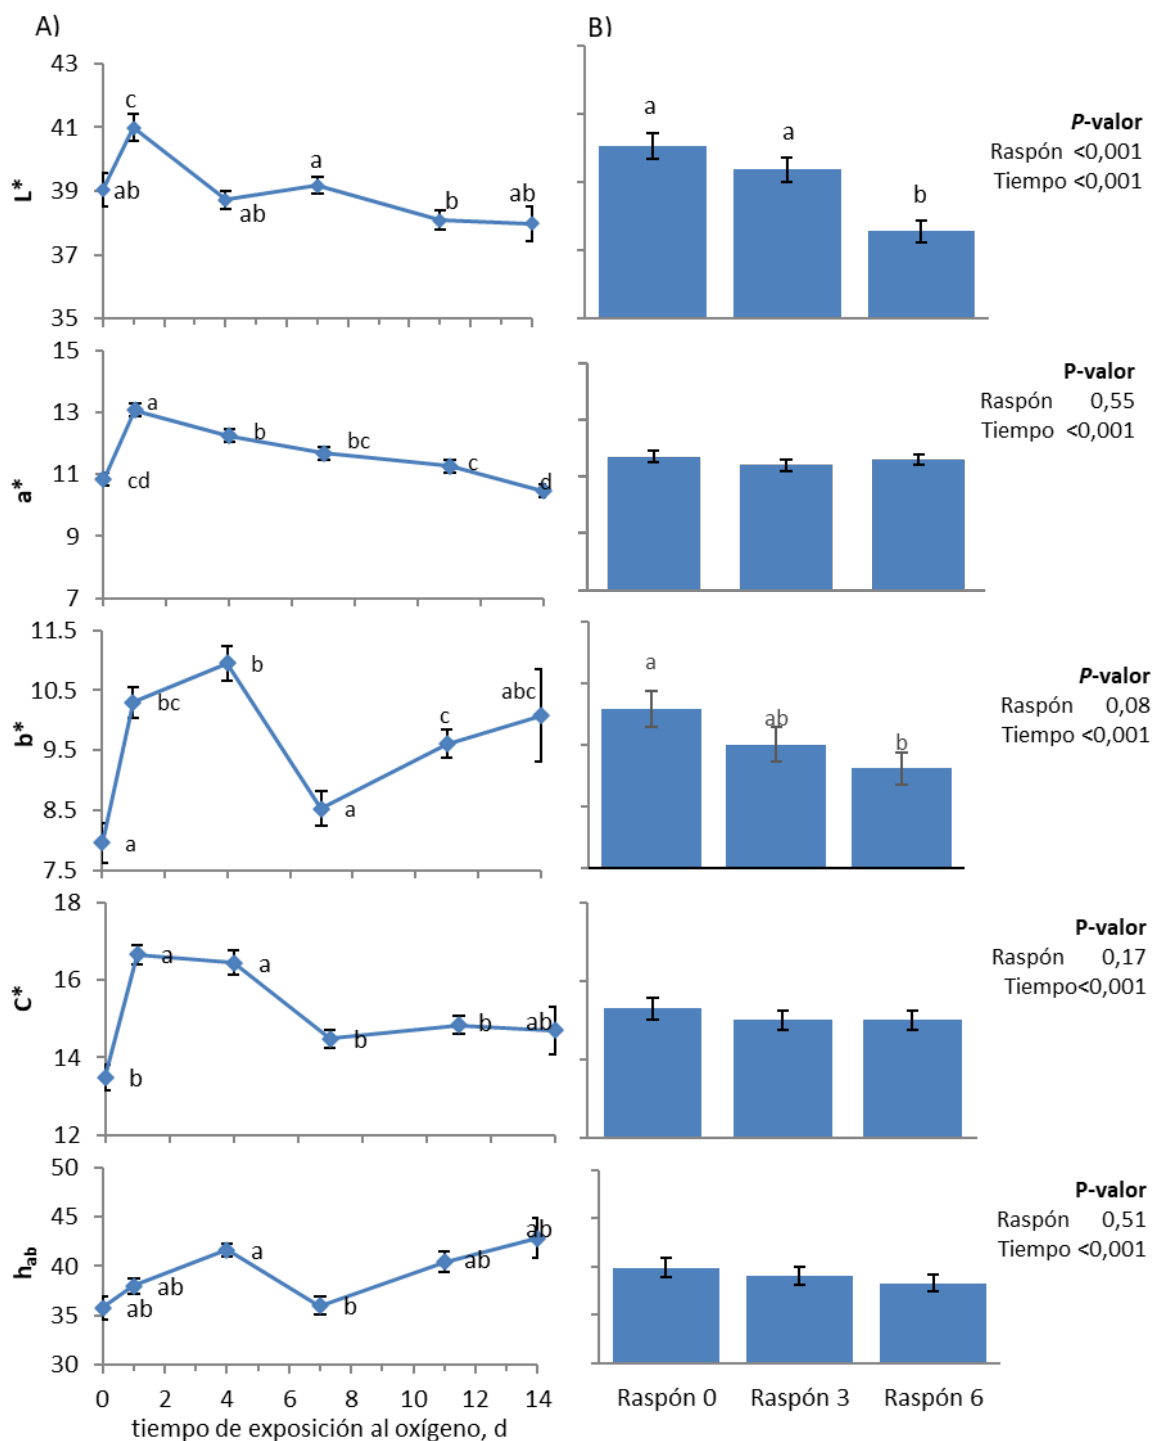 A)
B)
43
41
39
37
35
L*
c
ab
ab
a
b
ab
a
a
b
P-valor
Raspón <0,001
Tiempo <0,001
15
13
11
9
7
a*
cd
a
b
bc
c
d
P-valor
Raspón 0,55
Tiempo <0,001
11.5
10.5
9.5
8.5
7.5
b*
a
bc
b
a
c
abc
a
ab
b
P-valor
Raspón 0,08
Tiempo <0,001
18
16
14
12
C*
b
a
a
b
b
ab
P-valor
Raspón 0,17
Tiempo<0,001
50
45
40
35
30
hab
ab
ab
a
b
ab
ab
P-valor
Raspón 0,51
Tiempo <0,001
0 2 4 6 8 10 12 14
tiempo de exposición al oxígeno, d
Raspón 0 Raspón 3 Raspón 6